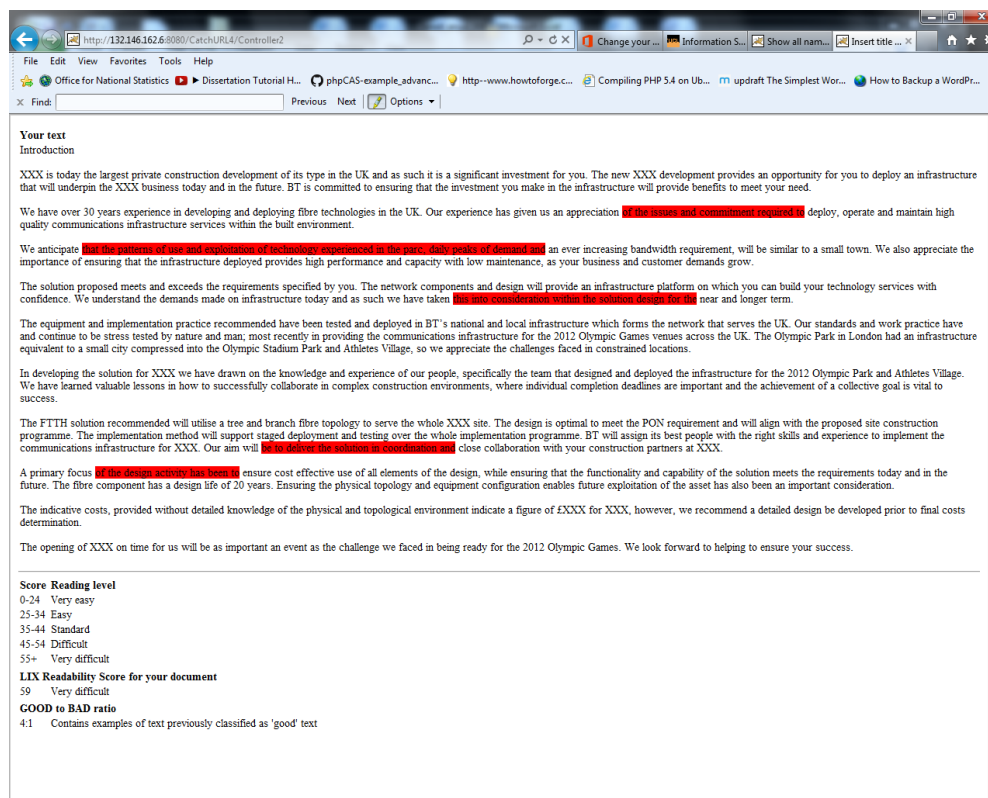 http://132.146.162.6:8080/CatchURL4/Controller2
Change your ...
Information S...
Show all nam...
Insert title ...
File Edit View Favorites Tools Help
Office for National Statistics
Dissertation Tutorial H...
phpCAS-example_advanc...
http--www.howtoforge.c...
Compiling PHP 5.4 on Ub...
updraft The Simplest Wor...
How to Backup a WordPr...
x Find: Previous Next Options
Your text
Introduction
XXX is today the largest private construction development of its type in the UK and as such it is a significant investment for you. The new XXX development provides an opportunity for you to deploy an infrastructure
that will underpin the XXX business today and in the future. BT is committed to ensuring that the investment you make in the infrastructure will provide benefits to meet your need.
We have over 30 years experience in developing and deploying fibre technologies in the UK. Our experience has given us an appreciation of the issues and commitment required to deploy, operate and maintain high
quality communications infrastructure services within the built environment.
We anticipate that the patterns of use and exploitation of technology experienced in the parc, daily peaks of demand and an ever increasing bandwidth requirement, will be similar to a small town. We also appreciate the
importance of ensuring that the infrastructure deployed provides high performance and capacity with low maintenance, as your business and customer demands grow.
The solution proposed meets and exceeds the requirements specified by you. The network components and design will provide an infrastructure platform on which you can build your technology services with
confidence. We understand the demands made on infrastructure today and as such we have taken this into consideration within the solution design for the near and longer term.
The equipment and implementation practice recommended have been tested and deployed in BT's national and local infrastructure which forms the network that serves the UK. Our standards and work practice have
and continue to be stress tested by nature and man; most recently in providing the communications infrastructure for the 2012 Olympic Games venues across the UK. The Olympic Park in London had an infrastructure
equivalent to a small city compressed into the Olympic Stadium Park and Athletes Village, so we appreciate the challenges faced in constrained locations.
In developing the solution for XXX we have drawn on the knowledge and experience of our people, specifically the team that designed and deployed the infrastructure for the 2012 Olympic Park and Athletes Village.
We have learned valuable lessons in how to successfully collaborate in complex construction environments, where individual completion deadlines are important and the achievement of a collective goal is vital to
success.
The FTTH solution recommended will utilise a tree and branch fibre topology to serve the whole XXX site. The design is optimal to meet the PON requirement and will align with the proposed site construction
programme. The implementation method will support staged deployment and testing over the whole implementation programme. BT will assign its best people with the right skills and experience to implement the
communications infrastructure for XXX. Our aim will be to deliver the solution in coordination and close collaboration with your construction partners at XXX.
A primary focus of the design activity has been to ensure cost effective use of all elements of the design, while ensuring that the functionality and capability of the solution meets the requirements today and in the
future. The fibre component has a design life of 20 years. Ensuring the physical topology and equipment configuration enables future exploitation of the asset has also been an important consideration.
The indicative costs, provided without detailed knowledge of the physical and topological environment indicate a figure of £XXX for XXX, however, we recommend a detailed design be developed prior to final costs
determination.
The opening of XXX on time for us will be as important an event as the challenge we faced in being ready for the 2012 Olympic Games. We look forward to helping to ensure your success.
Score Reading level
0-24 Very easy
25-34 Easy
35-44 Standard
45-54 Difficult
55+ Very difficult
LIX Readability Score for your document
59 Very difficult
GOOD to BAD ratio
4:1 Contains examples of text previously classified as 'good' text